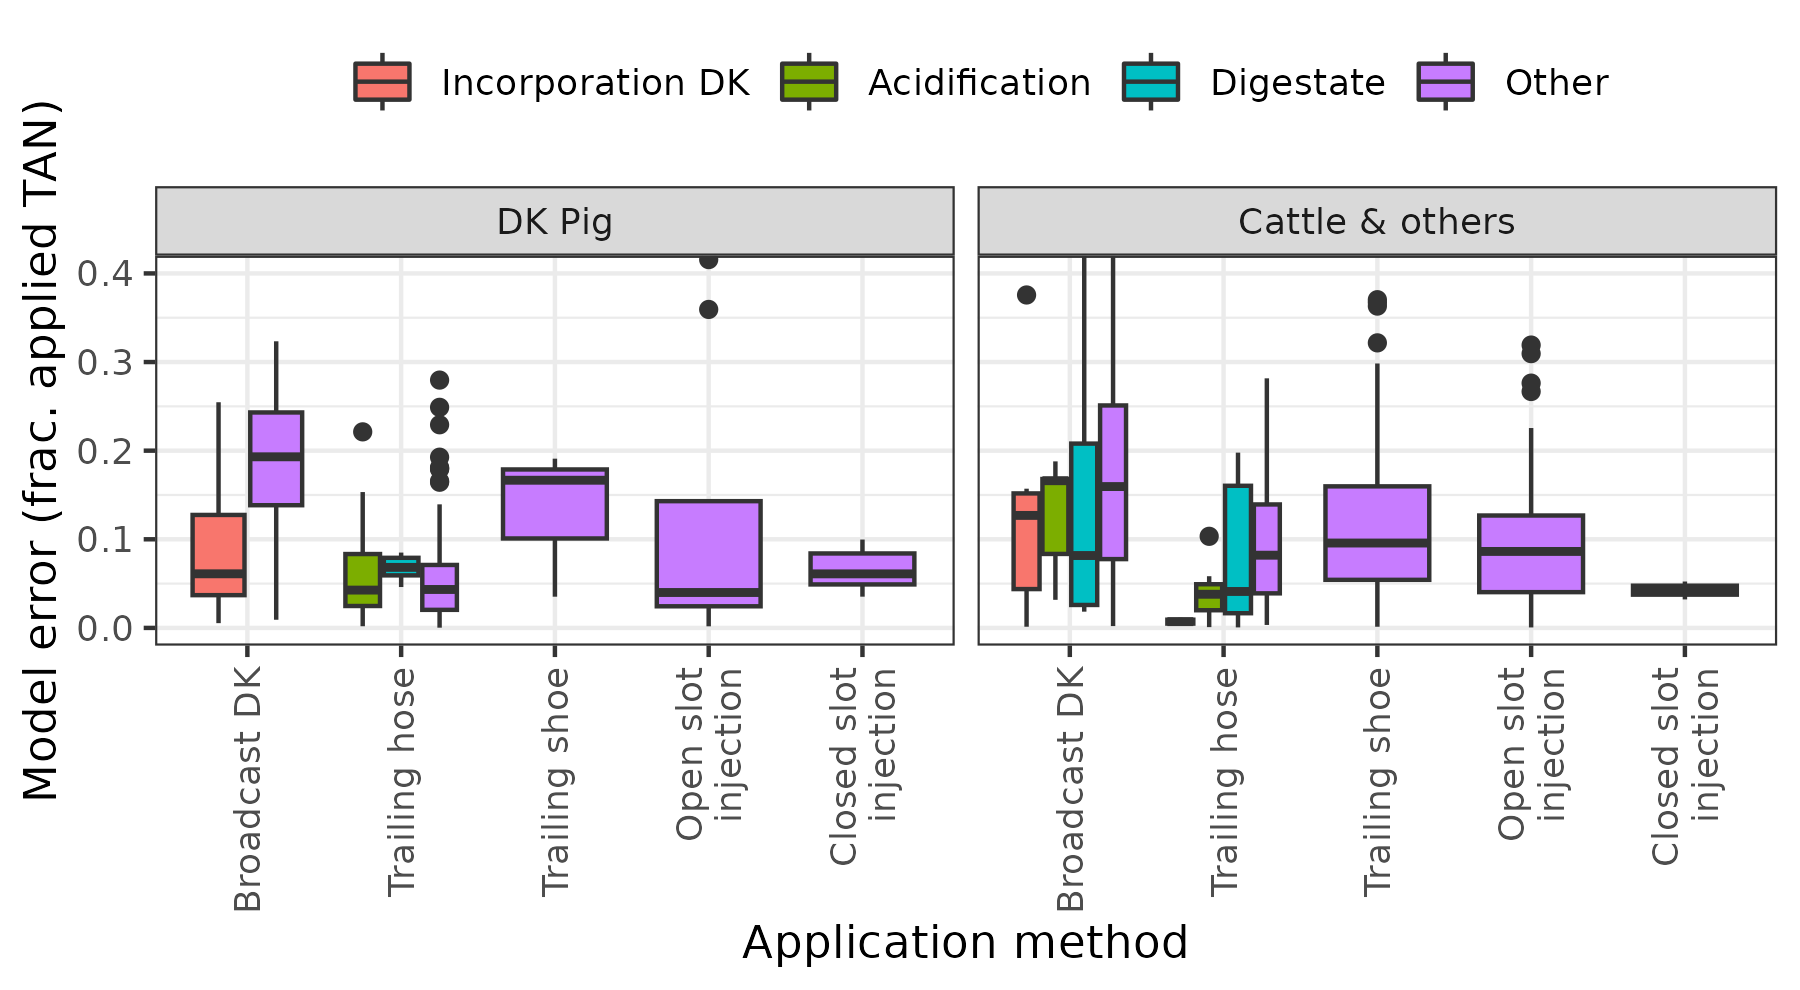 Incorporation DK
Acidification
Digestate
Other
Model error (frac. applied TAN)
DK Pig
Cattle & others
0.4
0.3
0.2
0.1
0.0
Broadcast DK
Trailing hose
Trailing shoe
Open slot
injection
Closed slot
injection
Broadcast DK
Trailing hose
Trailing shoe
Open slot
injection
Closed slot
injection
Application method